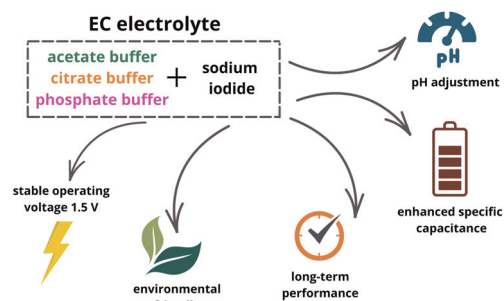 EC electrolyte
acetate buffer
citrate buffer
phosphate buffer
+
sodium
iodide
pH
pH adjustment
stable operating
voltage 1.5 V
enhanced specific
capacitance
environmental
long-term
performance